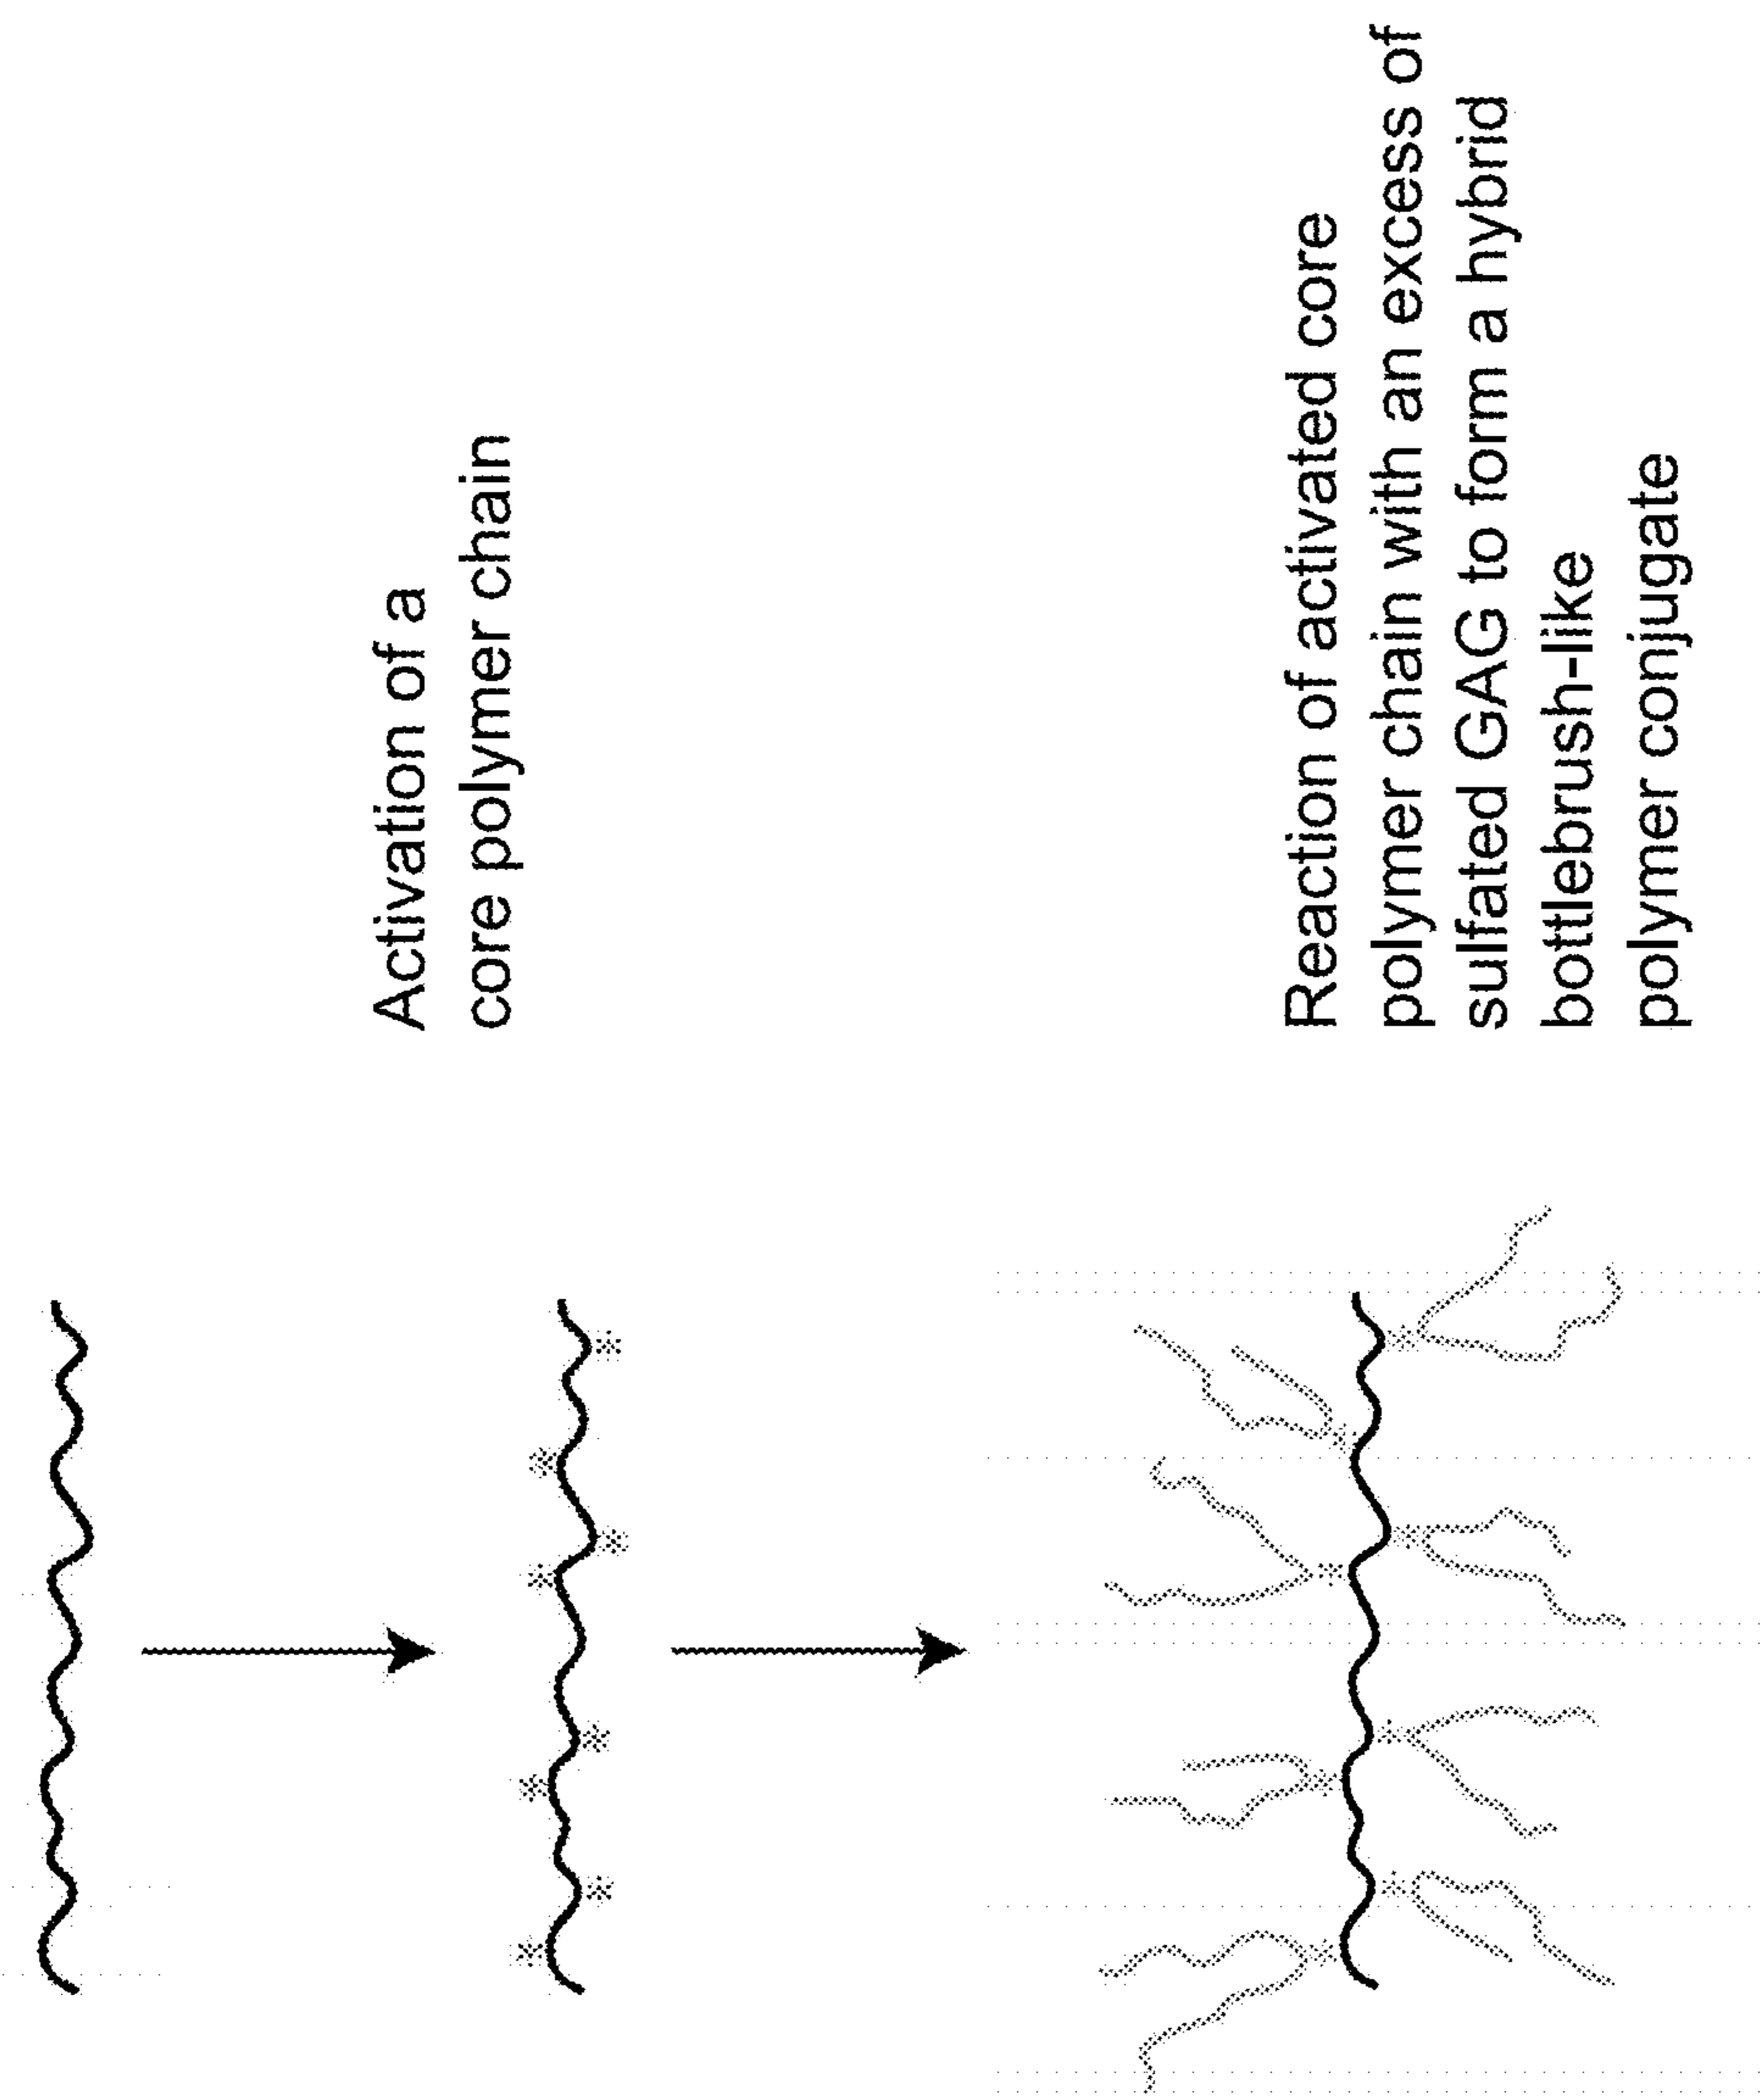 Activation of a
core polymer chain
Reaction of activated core
polymer chain with an excess of
sulfated GAG to form a hybrid
bottlebrush-like
polymer conjugate